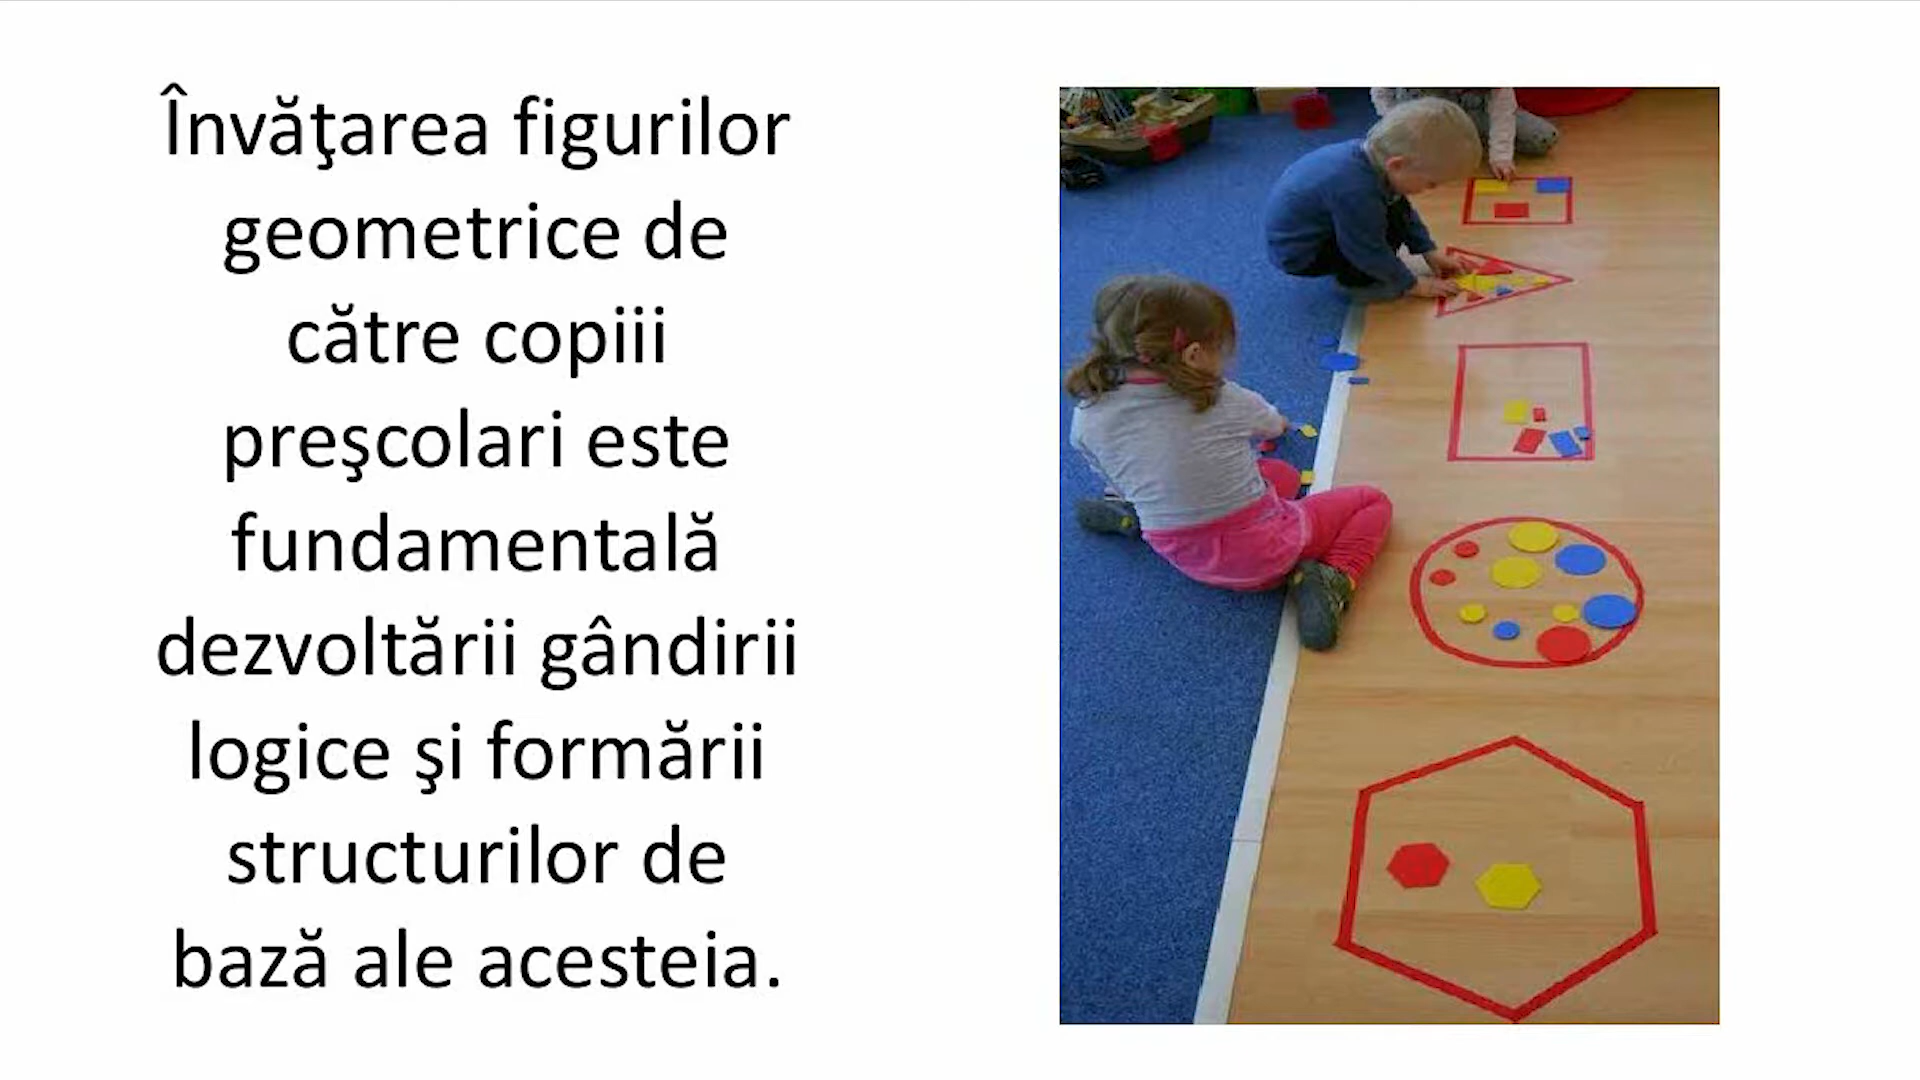 Învăţarea figurilor
geometrice de
către copiii
preşcolari este
fundamentală
dezvoltării gândirii
logice şi formării
structurilor de
bază ale acesteia.